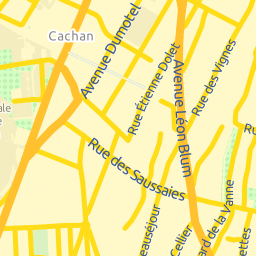 Cachan
Avenue Dumotel
Rue Étienne Dolet
Avenue Léon Blum
Rue des Vignes
Rue des Saussaies